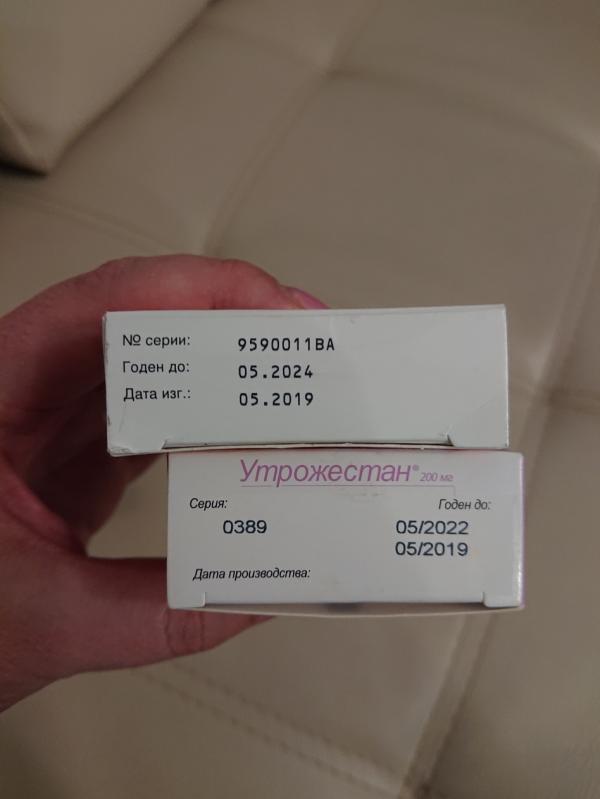 № серии: 9590011BA
Годен до: 05.2024
Дата изг.: 05.2019
Утрожестан® 200 мг
Серия: Годен до:
0389 05/2022
05/2019
Дата производства: